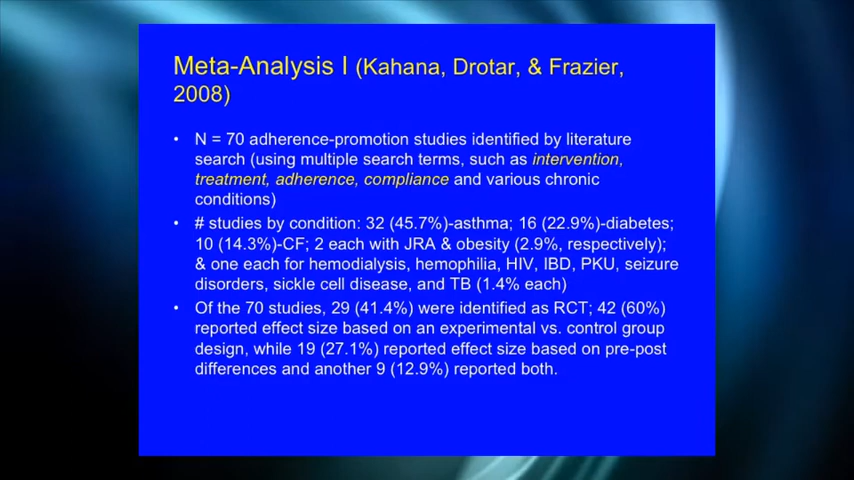 Meta-Analysis I (Kahana, Drotar, & Frazier,
2008)
• N = 70 adherence-promotion studies identified by literature
search (using multiple search terms, such as intervention,
treatment, adherence, compliance and various chronic
conditions)
• # studies by condition: 32 (45.7%)-asthma; 16 (22.9%)-diabetes;
10 (14.3%)-CF; 2 each with JRA & obesity (2.9%, respectively);
& one each for hemodialysis, hemophilia, HIV, IBD, PKU, seizure
disorders, sickle cell disease, and TB (1.4% each)
• Of the 70 studies, 29 (41.4%) were identified as RCT; 42 (60%)
reported effect size based on an experimental vs. control group
design, while 19 (27.1%) reported effect size based on pre-post
differences and another 9 (12.9%) reported both.